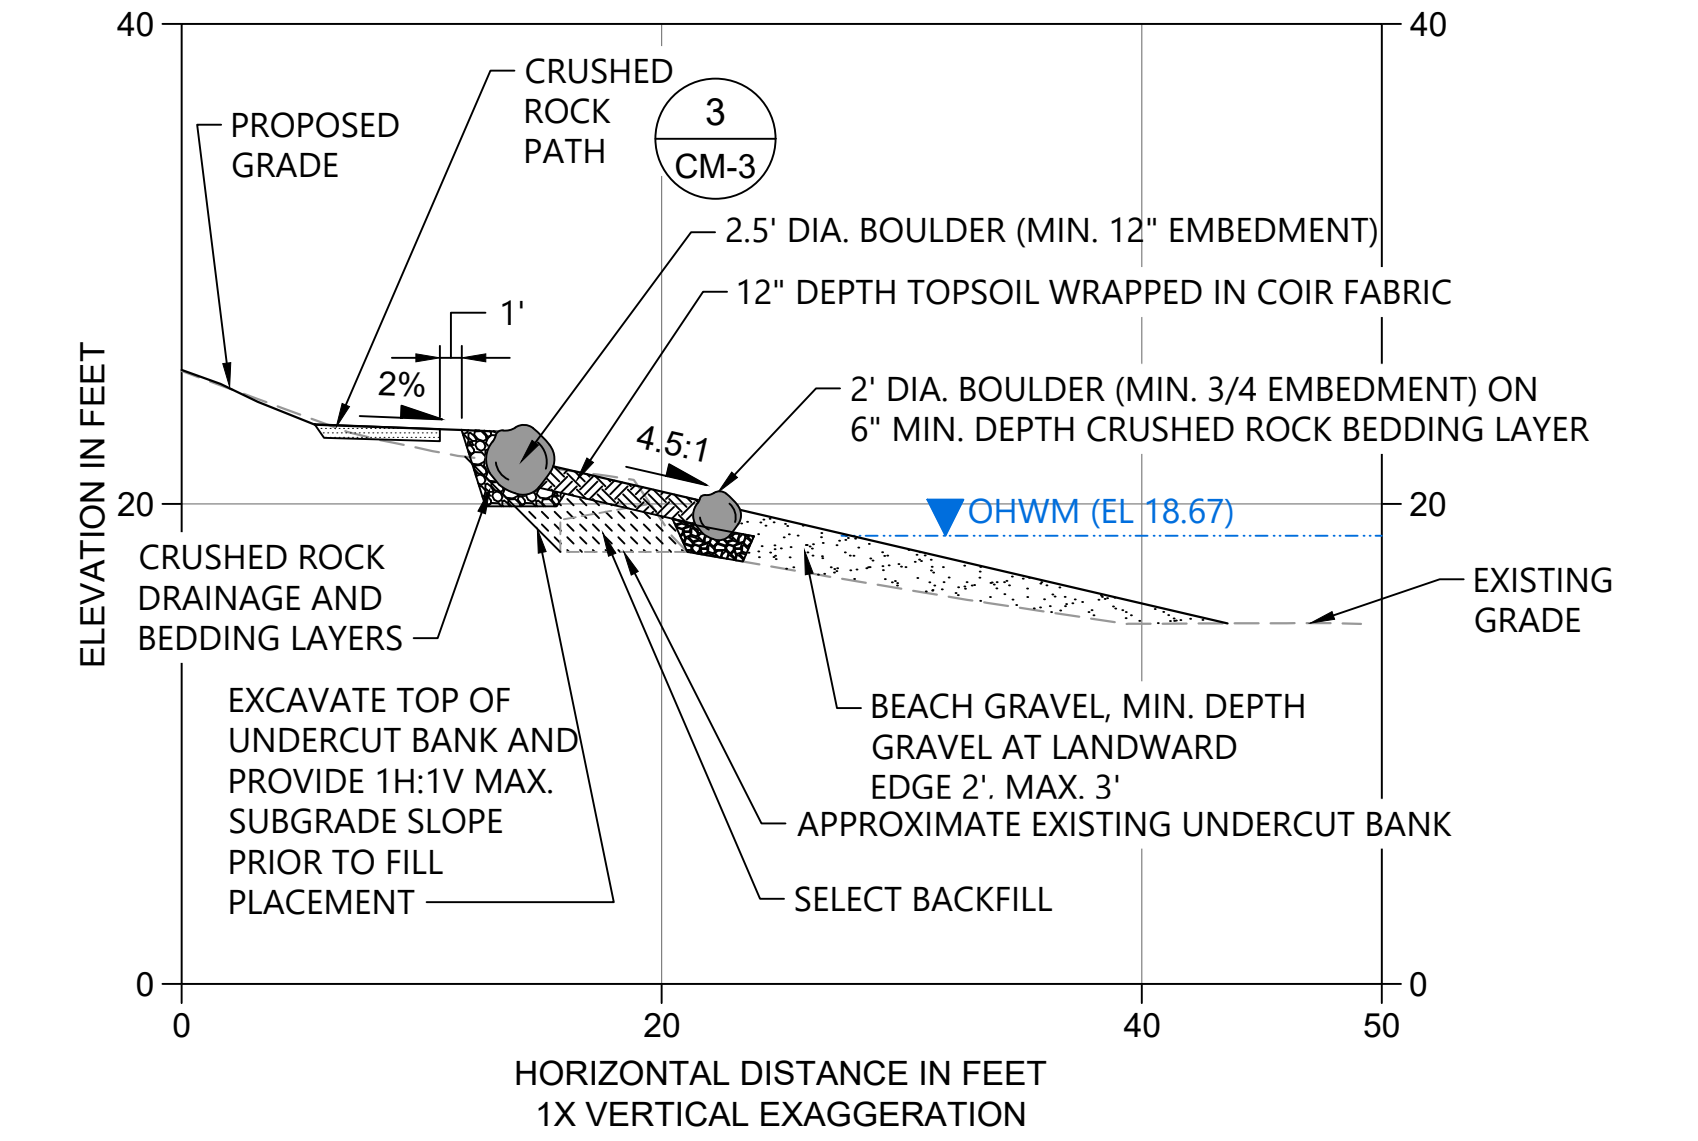 40
40
CRUSHED
ROCK
PATH
3
CM-3
PROPOSED
GRADE
2.5' DIA. BOULDER (MIN. 12" EMBEDMENT)
12" DEPTH TOPSOIL WRAPPED IN COIR FABRIC
1'
2%
2' DIA. BOULDER (MIN. 3/4 EMBEDMENT) ON
6" MIN. DEPTH CRUSHED ROCK BEDDING LAYER
4.5:1
ELEVATION IN FEET
20
20
OHWM (EL 18.67)
CRUSHED ROCK
DRAINAGE AND
BEDDING LAYERS
EXISTING
GRADE
EXCAVATE TOP OF
UNDERCUT BANK AND
PROVIDE 1H:1V MAX.
SUBGRADE SLOPE
PRIOR TO FILL
PLACEMENT
BEACH GRAVEL, MIN. DEPTH
GRAVEL AT LANDWARD
EDGE 2', MAX. 3'
APPROXIMATE EXISTING UNDERCUT BANK
SELECT BACKFILL
0
0
0
20
40
50
HORIZONTAL DISTANCE IN FEET
1X VERTICAL EXAGGERATION